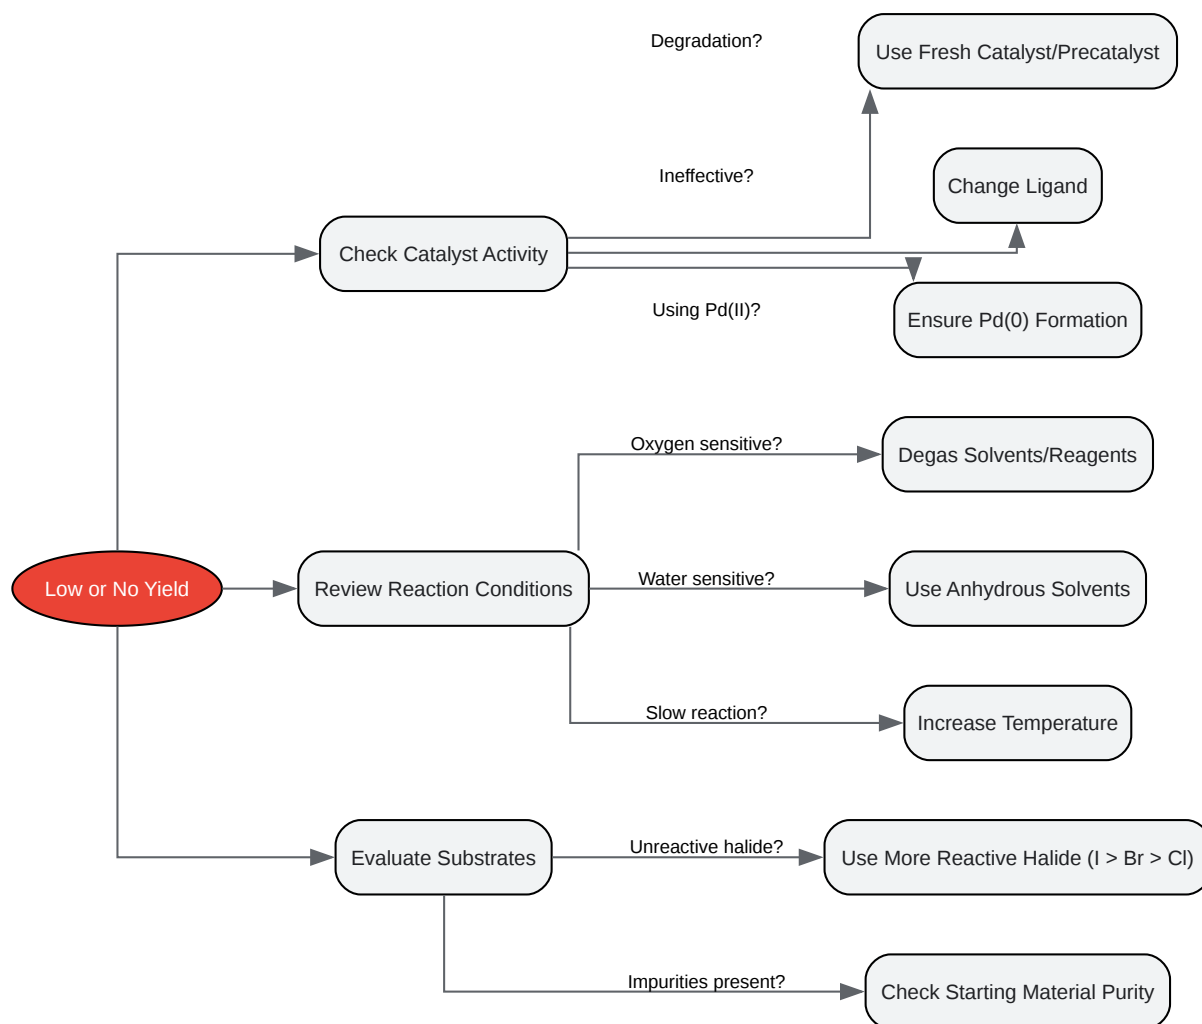 Degradation?
Use Fresh Catalyst/Precatalyst
Ineffective?
Change Ligand
Check Catalyst Activity
Using Pd(II)?
Ensure Pd(0) Formation
Oxygen sensitive?
Degas Solvents/Reagents
Low or No Yield
Review Reaction Conditions
Water sensitive?
Use Anhydrous Solvents
Slow reaction?
Increase Temperature
Evaluate Substrates
Unreactive halide?
Use More Reactive Halide (I > Br > Cl)
Impurities present?
Check Starting Material Purity